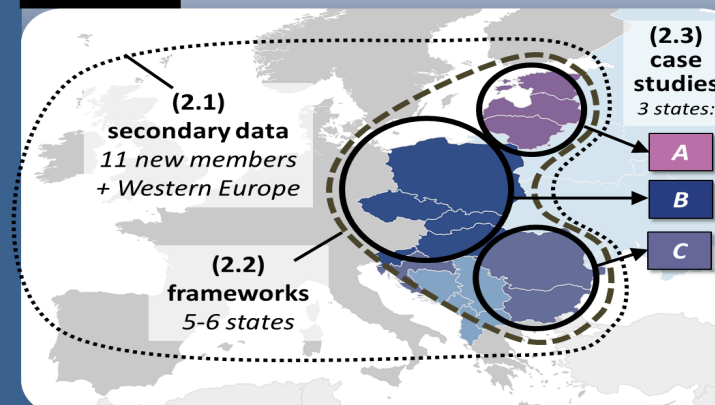 (2.1)
secondary data
11 new members
+ Western Europe
(2.2)
frameworks
5-6 states
(2.3)
case
studies
3 states:
A
B
C